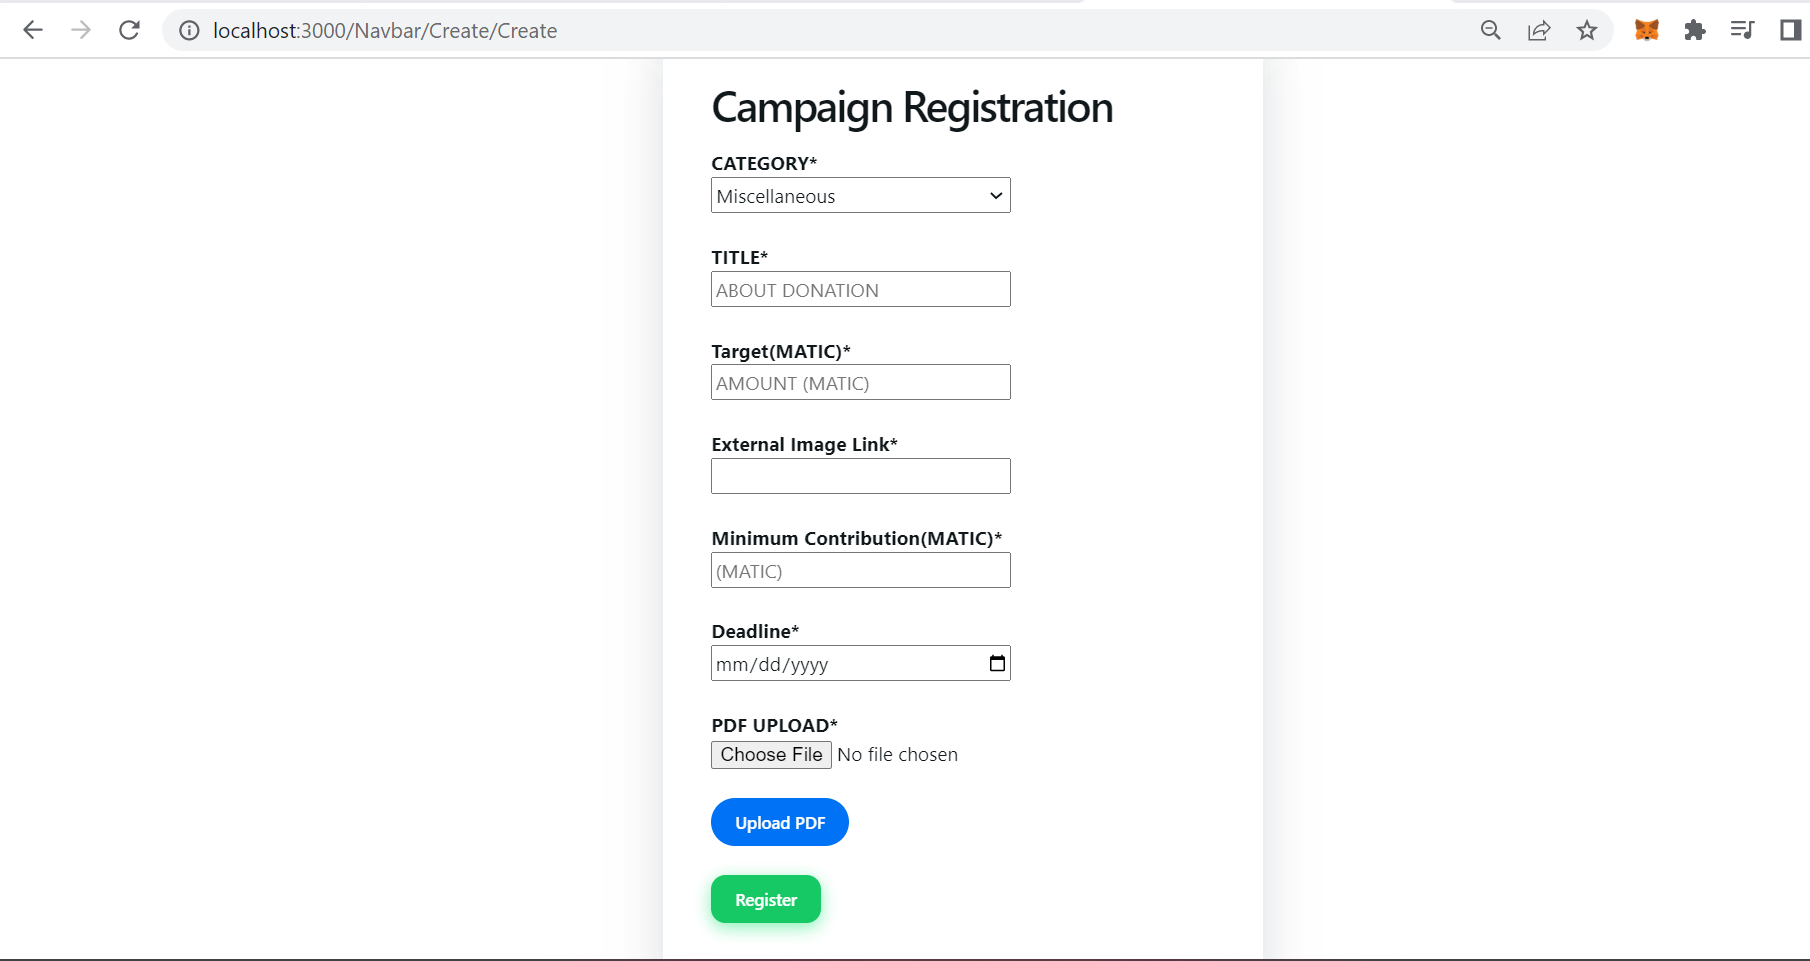 localhost:3000/Navbar/Create/Create
Campaign Registration
CATEGORY*
Miscellaneous
TITLE*
ABOUT DONATION
Target(MATIC)*
AMOUNT (MATIC)
External Image Link*
Minimum Contribution(MATIC)*
(MATIC)
Deadline*
mm/dd/yyyy
PDF UPLOAD*
Choose File No file chosen
Upload PDF
Register